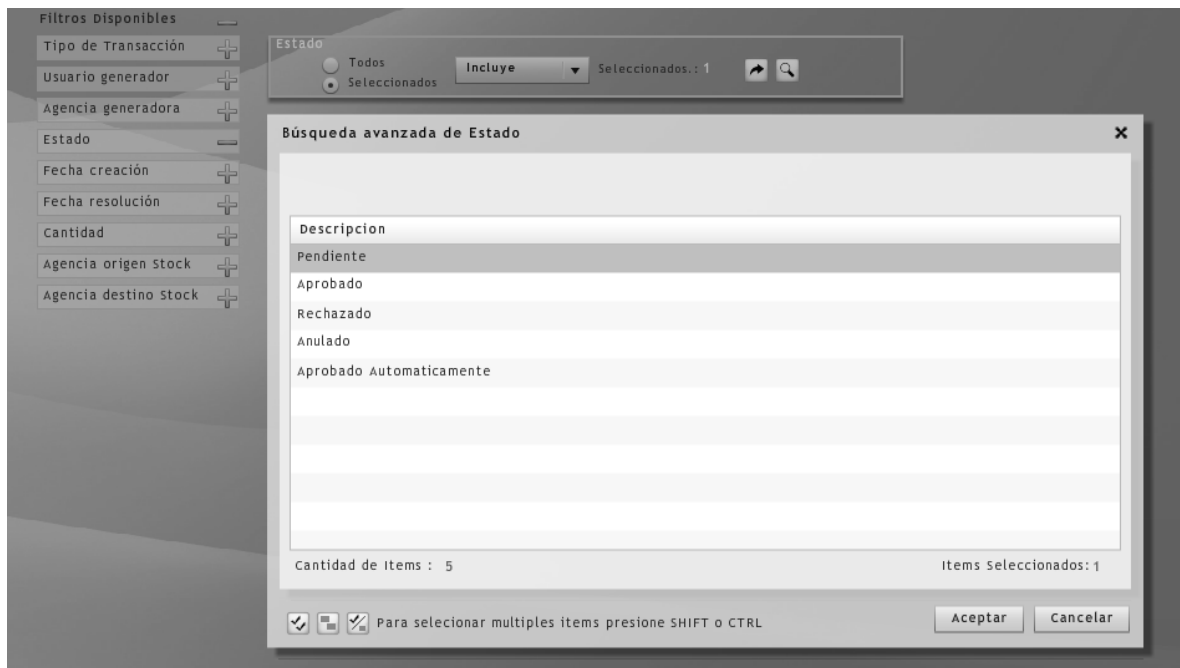 Filtros Disponibles
Tipo de Transacción
Usuario generador
Agencia generadora
Estado
Fecha creación
Fecha resolución
Cantidad
Agencia origen Stock
Agencia destino Stock
Estado
Todos
Seleccionados
Incluye
Seleccionados.: 1
Búsqueda avanzada de Estado
Descripcion
Pendiente
Aprobado
Rechazado
Anulado
Aprobado Automaticamente
Cantidad de Items : 5
Items Seleccionados: 1
Para selecionar multiples items presione SHIFT o CTRL
Aceptar
Cancelar